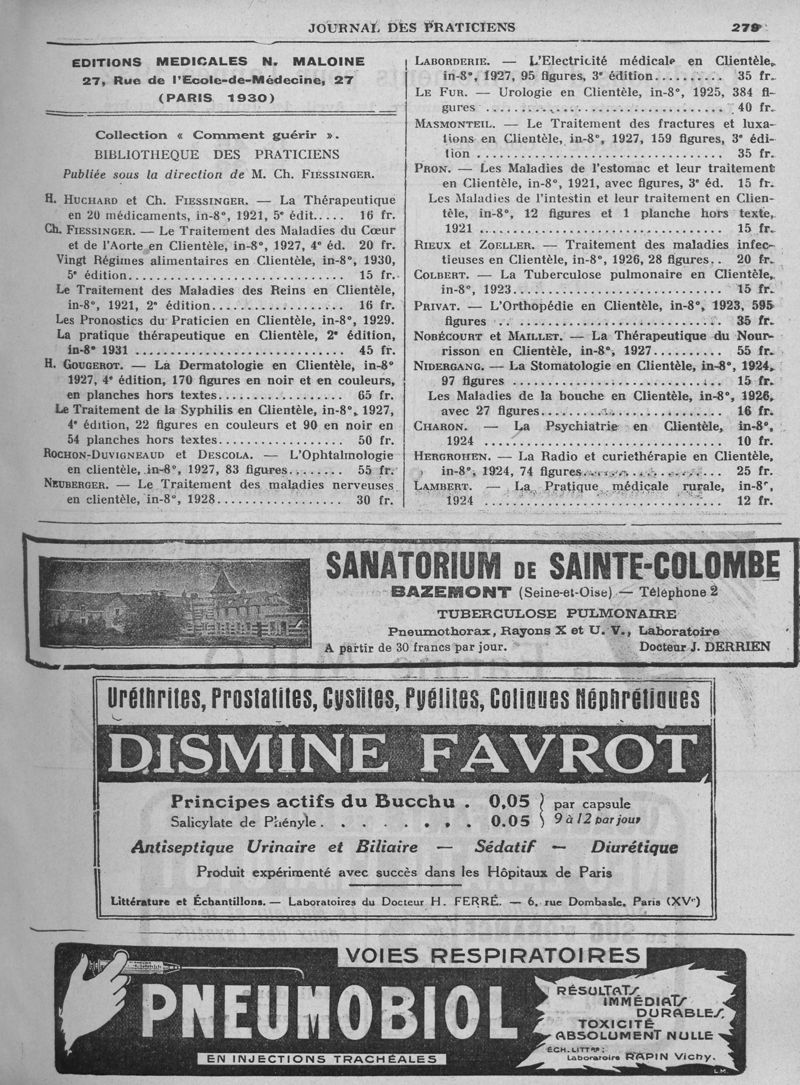 JOURNAL DES PRATICIENS 279
EDITIONS MEDICALES N. MALOINE
27, Rue de l'Ecole-de-Médecine, 27
(PARIS 1930)
Collection « Comment guérir ».
BIBLIOTHEQUE DES PRATICIENS
Publiée sous la direction de M. Ch. FIESSINGER.
H. HUCHARD et Ch. FIESSINGER. — La Thérapeutique
en 20 médicaments, in-8°, 1921, 5e édit..... 16 fr.
Ch. FIESSINGER. — Le Traitement des Maladies du Cœur
et de l'Aorte en Clientèle, in-8°, 1927, 4e éd. 20 fr.
Vingt Régimes alimentaires en Clientèle, in-8°, 1930,
5e édition........................ 15 fr.
Le Traitement des Maladies des Reins en Clientèle,
in-8°, 1921, 2e édition.................. 16 fr.
Les Pronostics du Praticien en Clientèle, in-8°, 1929.
La pratique thérapeutique en Clientèle, 2e édition,
in-8° 1931 .............................. 45 fr.
H. GOUGEROT. — La Dermatologie en Clientèle, in-8°
1927, 4e édition, 170 figures en noir et en couleurs,
en planches hors textes.................. 65 fr.
Le Traitement de la Syphilis en Clientèle, in-8°, 1927,
4e édition, 22 figures en couleurs et 90 en noir en
54 planches hors textes.................. 50 fr.
ROCHON-DUVIGNEAUD et DESCOLA. — L'Ophtalmologie
en clientèle, in-8°, 1927, 83 figures........ 55 fr.
NEUBERGER. — Le Traitement des maladies nerveuses
en clientèle, in-8°, 1928.................. 30 fr.
LABORDERIE. — L'Electricité médicale en Clientèle,
in-8°, 1927, 95 figures, 3e édition.......... 35 fr.
LE FUR. — Urologie en Clientèle, in-8°, 1925, 384 fi-
gures .................................. 40 fr.
MASMONTEIL. — Le Traitement des fractures et luxa-
tions en Clientèle, in-8°, 1927, 159 figures, 3e édi-
tion .................................. 35 fr.
PRON. — Les Maladies de l'estomac et leur traitement
en Clientèle, in-8°, 1921, avec figures, 3e éd. 15 fr.
Les Maladies de l'intestin et leur traitement en Clien-
tèle, in-8°, 12 figures et 1 planche hors texte,
1921 .................................. 15 fr.
RIEUX et ZOELLER. — Traitement des maladies infec-
tieuses en Clientèle, in-8°, 1926, 28 figures.. 20 fr.
COLBERT. — La Tuberculose pulmonaire en Clientèle,
in-8°, 1923........................... 15 fr.
PRIVAT. — L'Orthopédie en Clientèle, in-8°, 1923, 595
figures .. ............................ 35 fr.
NOBÉCOURT et MAILLET. — La Thérapeutique du Nour-
risson en Clientèle, in-8°, 1927.......... 55 fr.
NIDERGANG. — La Stomatologie en Clientèle, in-8°, 1924,
97 figures .............................. 15 fr.
Les Maladies de la bouche en Clientèle, in-8°, 1926,
avec 27 figures.......................... 16 fr.
CHARON. — La Psychiatrie en Clientèle, in-8°,
1924 .................................. 10 fr.
HERGROHEN. — La Radio et curiethérapie en Clientèle,
in-8°, 1924, 74 figures.................. 25 fr.
LAMBERT. — La Pratique médicale rurale, in-8°,
1924 .................................. 12 fr.
SANATORIUM DE SAINTE-COLOMBE
BAZEMONT (Seine-et-Oise) — Téléphone 2
TUBERCULOSE PULMONAIRE
Pneumothorax, Rayons X et U. V., Laboratoire
A partir de 30 francs par jour. Docteur J. DERRIEN
Uréthrites, Prostatites, Cystites, Pyélites, Coliques Néphrétiques
DISMINE FAVROT
Principes actifs du Bucchu . 0,05 } par capsule
Salicylate de Phényle . . . . . . . . 0.05 } 9 à 12 par jour
Antiseptique Urinaire et Biliaire — Sédatif — Diurétique
Produit expérimenté avec succès dans les Hôpitaux de Paris
Littérature et Échantillons. — Laboratoires du Docteur H. FERRÉ. — 6, rue Dombasle, Paris (XVe)
VOIES RESPIRATOIRES
PNEUMOBIOL
EN INJECTIONS TRACHÉALES
RÉSULTATS
IMMÉDIATS
DURABLES.
TOXICITÉ
ABSOLUMENT NULLE
ÉCH. LITTre:
Laboratoire RAPIN Vichy.
L.M.